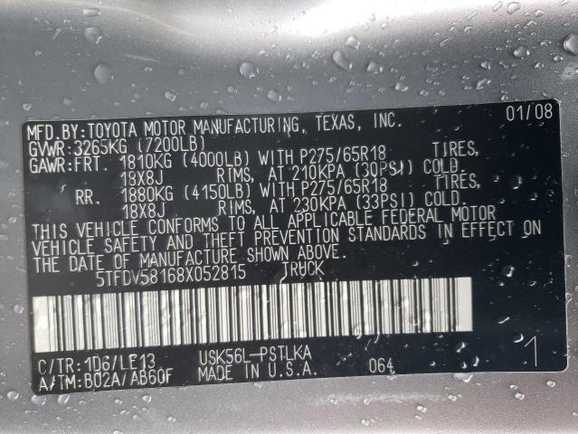 MFD.BY:TOYOTA MOTOR MANUFACTURING, TEXAS, INC. 01/08
GVWR:3265KG (7200LB)
GAWR:FRT. 1810KG (4000LB) WITH P275/65R18 TIRES,
18X8J RIMS, AT 210KPA (30PSI) COLD.
RR. 1880KG (4150LB) WITH P275/65R18 TIRES,
18X8J RIMS, AT 230KPA (33PSI) COLD.
THIS VEHICLE CONFORMS TO ALL APPLICABLE FEDERAL MOTOR
VEHICLE SAFETY AND THEFT PREVENTION STANDARDS IN EFFECT ON
THE DATE OF MANUFACTURE SHOWN ABOVE.
5TFDV58168X052815 TRUCK
C/TR:1D6/LE13 USK56L-PSTLKA
A/TM:B02A/AB60F MADE IN U.S.A. 064 1